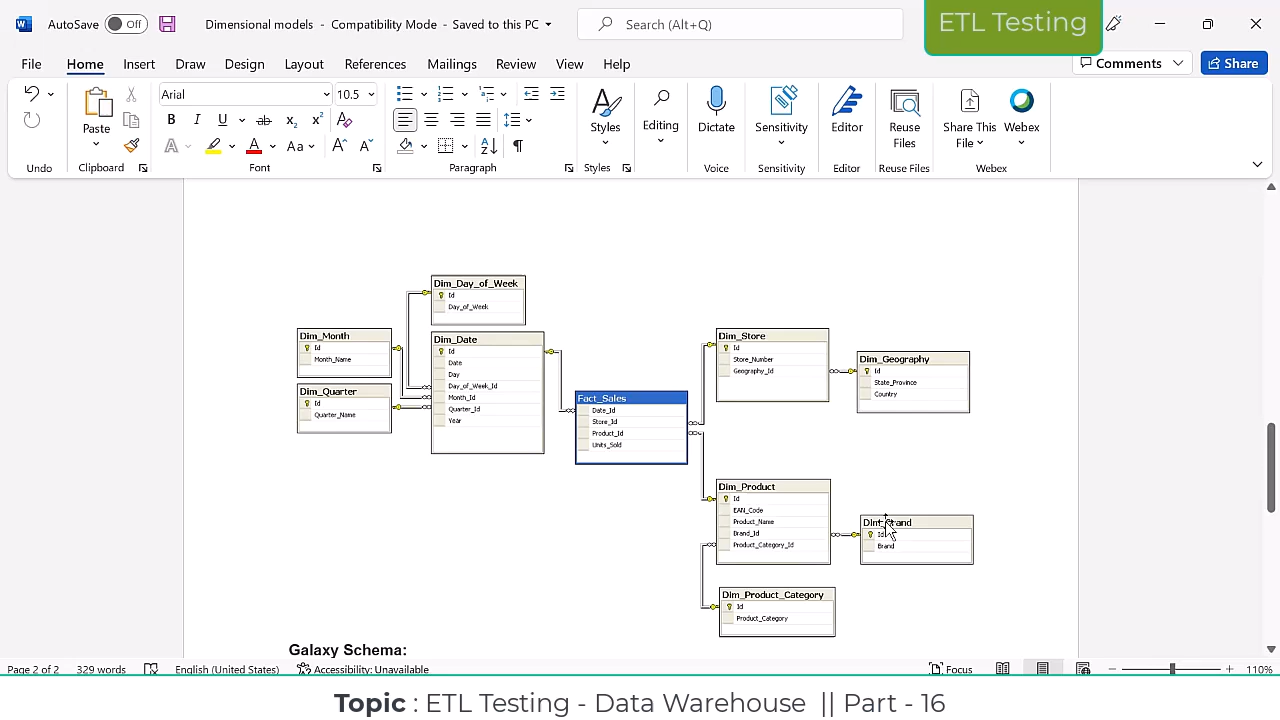 ETL Testing
AutoSave Off
Dimensional models - Compatibility Mode - Saved to this PC
Search (Alt+Q)
File Home Insert Draw Design Layout References Mailings Review View Help
Comments
Share
Arial
10.5
Paste
Styles
Editing
Dictate
Sensitivity
Editor
Reuse
Files
Share This
File
Webex
Undo
Clipboard
Font
Paragraph
Styles
Voice
Sensitivity
Editor
Reuse Files
Webex
Dim_Day_of_Week
Id
Day_of_Week
Dim_Month
Id
Month_Name
Dim_Quarter
Id
Quarter_Name
Dim_Date
Id
Date
Day
Day_of_Week_Id
Month_Id
Quarter_Id
Year
Fact_Sales
Date_Id
Store_Id
Product_Id
Units_Sold
Dim_Store
Id
Store_Number
Geography_Id
Dim_Geography
Id
State_Province
Country
Dim_Product
Id
EAN_Code
Product_Name
Brand_Id
Product_Category_Id
Dim_Brand
Id
Brand
Dim_Product_Category
Id
Product_Category
Galaxy Schema:
Page 2 of 2
329 words
English (United States)
Accessibility: Unavailable
Focus
110%
Topic : ETL Testing - Data Warehouse || Part - 16